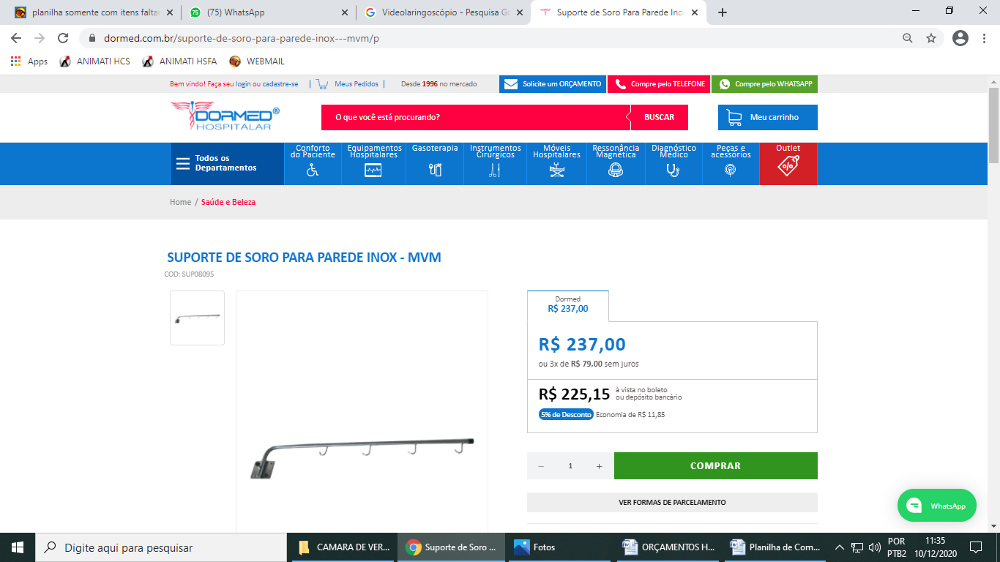 planilha somente com itens faltar
(75) WhatsApp
Videolaringoscópio - Pesquisa Go
Suporte de Soro Para Parede Ino
dormed.com.br/suporte-de-soro-para-parede-inox---mvm/p
Apps
ANIMATI HCS
ANIMATI HSFA
WEBMAIL
Bem vindo! Faça seu login ou cadastre-se
Meus Pedidos
Desde 1996 no mercado
Solicite um ORÇAMENTO
Compre pelo TELEFONE
Compre pelo WHATSAPP
DORMED®
HOSPITALAR
O que você está procurando?
BUSCAR
Meu carrinho
Todos os
Departamentos
Conforto
do Paciente
Equipamentos
Hospitalares
Gasoterapia
Instrumentos
Cirúrgicos
Móveis
Hospitalares
Ressonância
Magnética
Diagnóstico
Médico
Peças e
acessórios
Outlet
Home / Saúde e Beleza
SUPORTE DE SORO PARA PAREDE INOX - MVM
COD: SUP08095
Dormed
R$ 237,00
R$ 237,00
ou 3x de R$ 79,00 sem juros
R$ 225,15
à vista no boleto
ou depósito bancário
5% de Desconto Economia de R$ 11,85
− 1 +
COMPRAR
VER FORMAS DE PARCELAMENTO
WhatsApp
Digite aqui para pesquisar
CAMARA DE VER...
Suporte de Soro ...
Fotos
ORÇAMENTOS H...
Planilha de Com...
POR
PTB2
11:35
10/12/2020